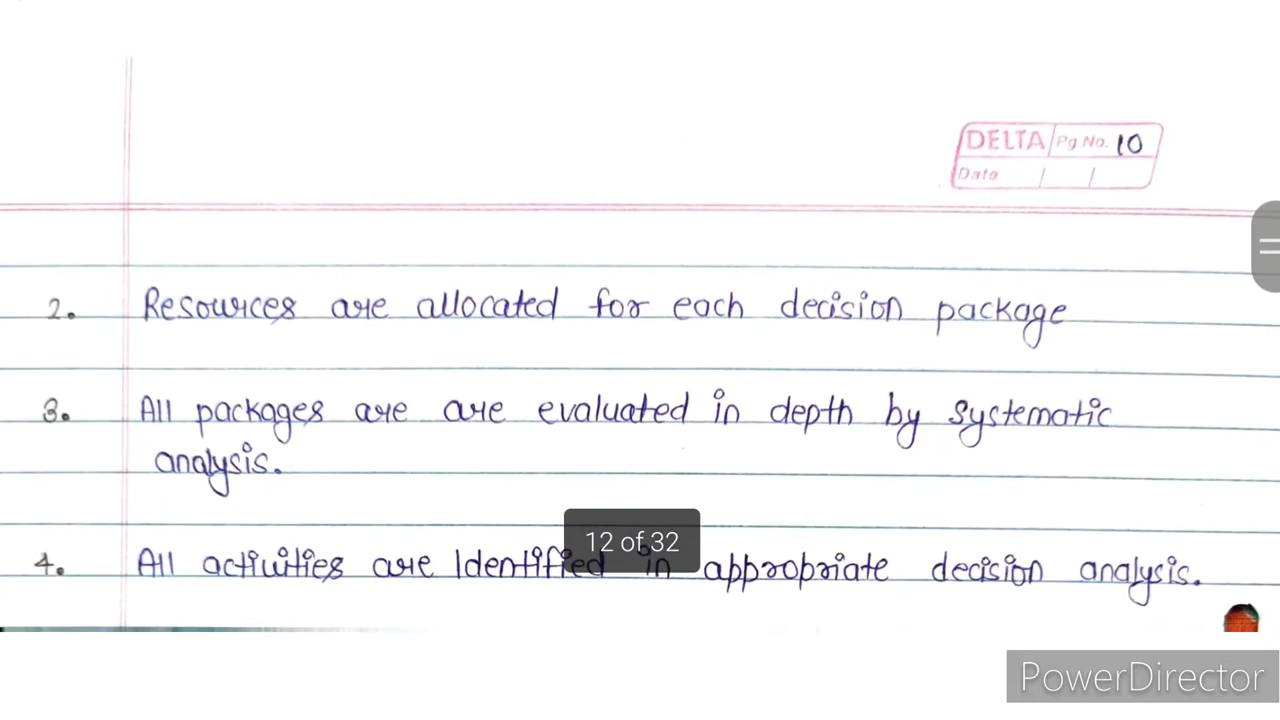 DELTA Pg No. 10
Date
2. Resources are allocated for each decision package
3. All packages are are evaluated in depth by systematic
analysis.
12 of 32
4. All activities are Identified in appropriate decision analysis.
PowerDirector